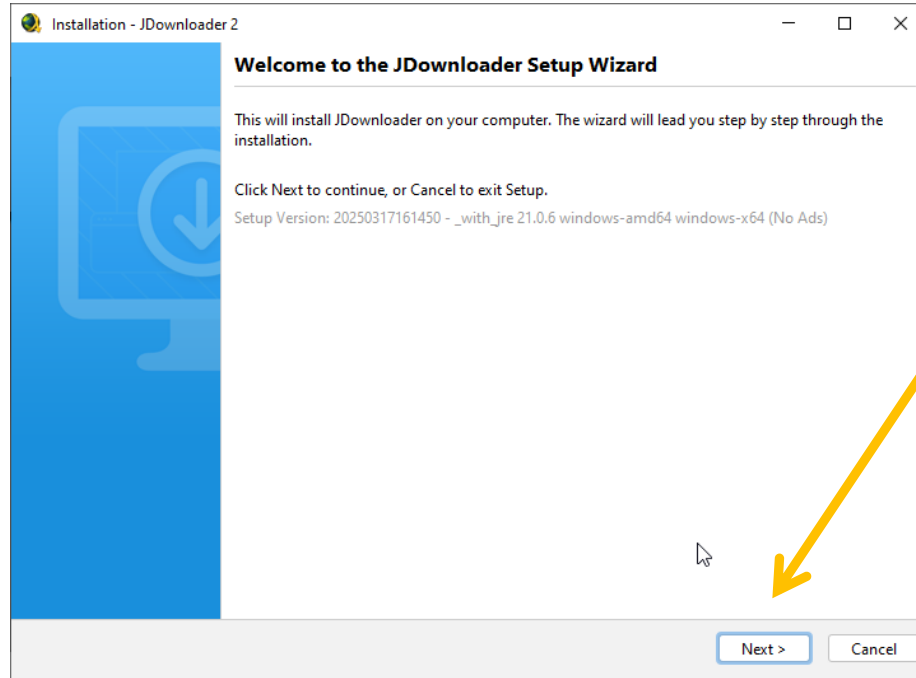 Installation - JDownloader 2
Welcome to the JDownloader Setup Wizard
This will install JDownloader on your computer. The wizard will lead you step by step through the
installation.
Click Next to continue, or Cancel to exit Setup.
Setup Version: 20250317161450 - _with_jre 21.0.6 windows-amd64 windows-x64 (No Ads)
Next >
Cancel